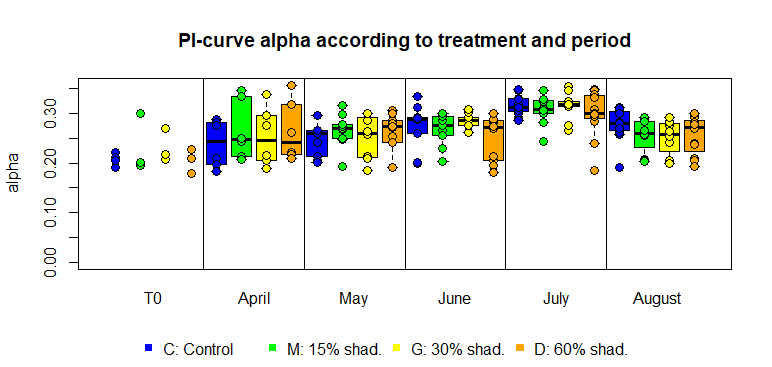 PI-curve alpha according to treatment and period
alpha
0.30
0.20
0.10
0.00
T0 April May June July August
C: Control M: 15% shad. G: 30% shad. D: 60% shad.